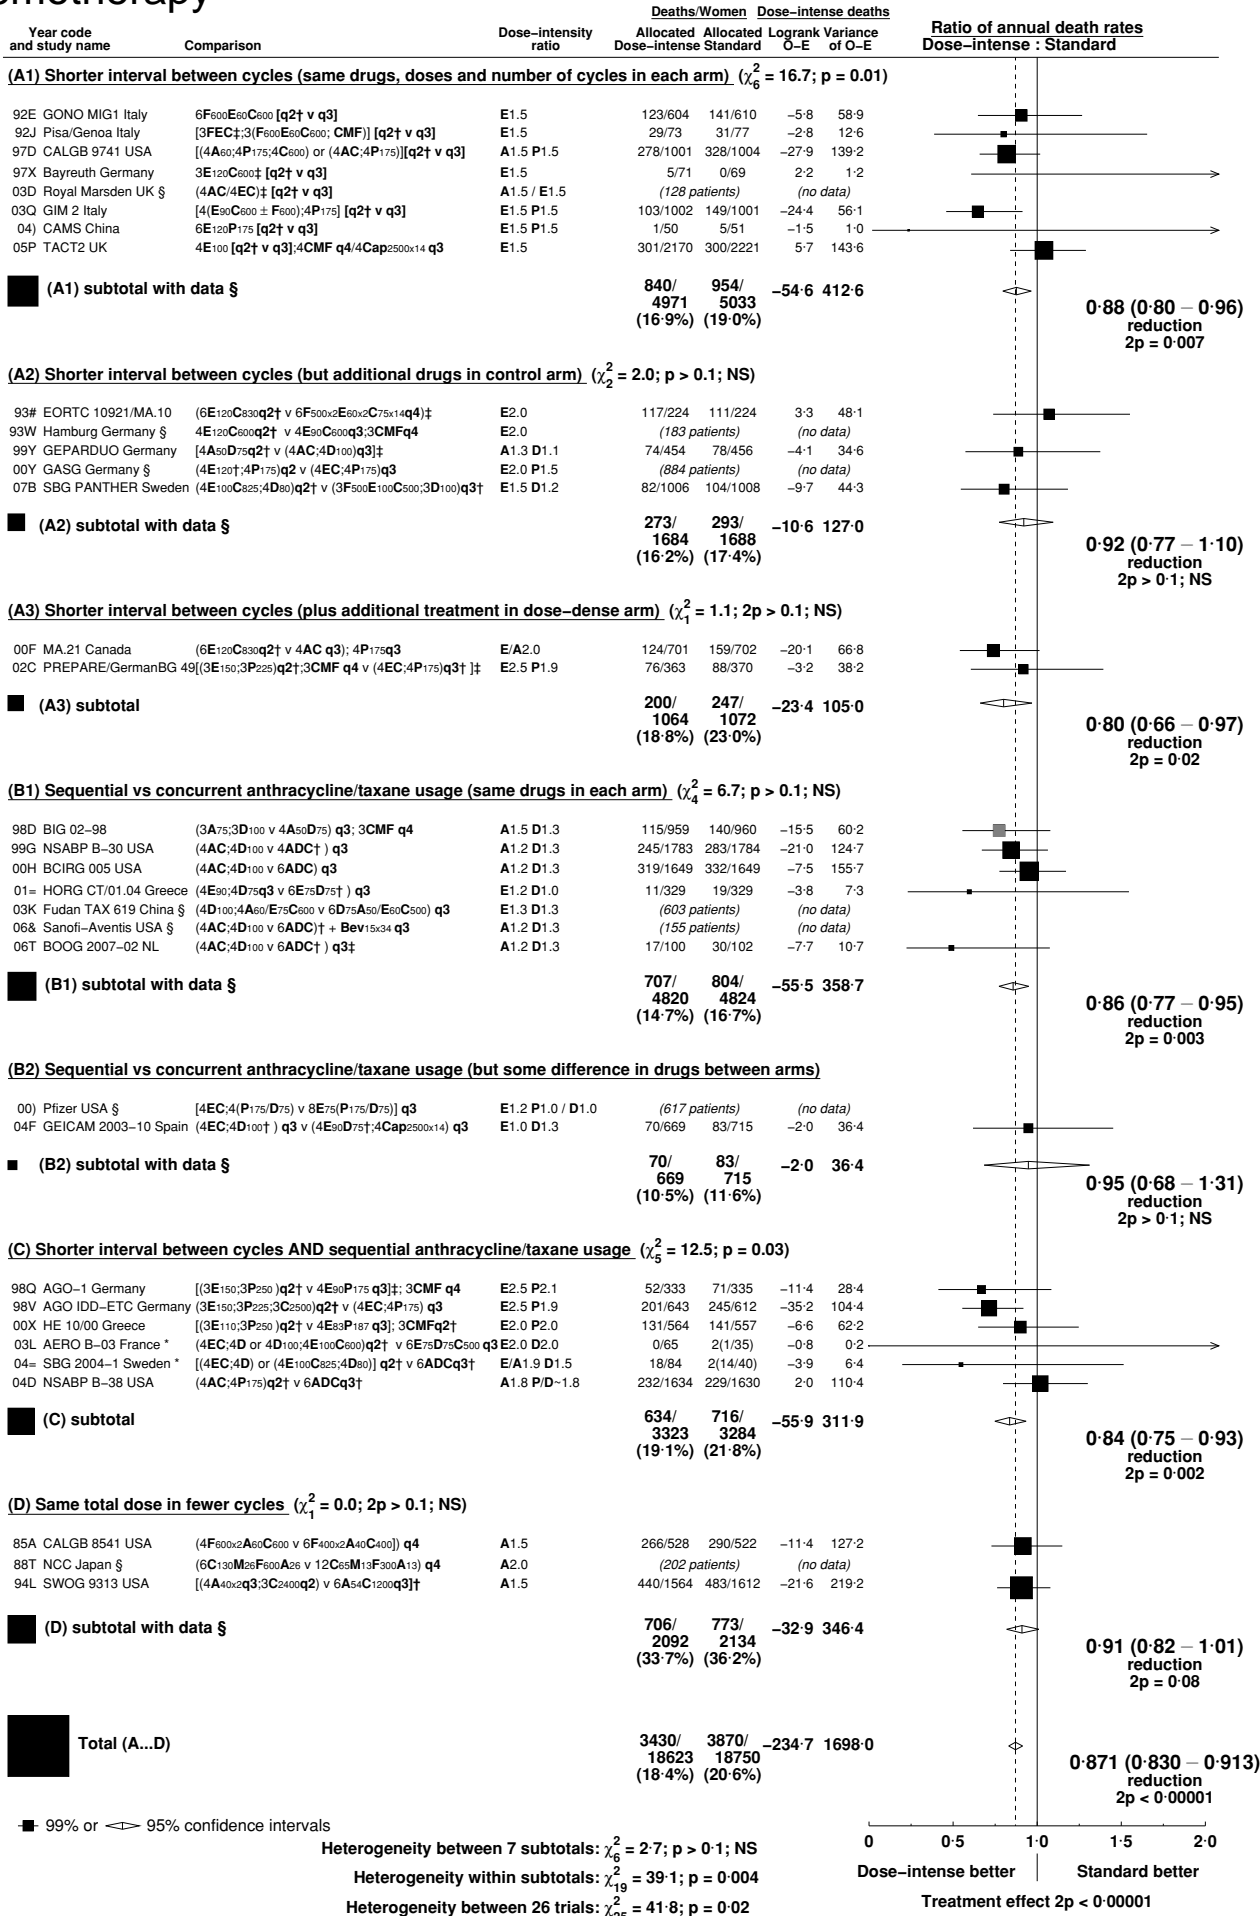 emotherapy
Deaths/Women Dose−intense deaths
Year code and study name Comparison Dose−intensity ratio Allocated Dose−intense Allocated Standard Logrank O−E Variance of O−E Ratio of annual death rates Dose−intense : Standard
(A1) Shorter interval between cycles (same drugs, doses and number of cycles in each arm) (χ²₆ = 16.7; p = 0.01)
92E GONO MIG1 Italy 6F600E60C600 [q2† v q3] E1.5 123/604 141/610 −5·8 58·9
92J Pisa/Genoa Italy [3FEC‡;3(F600E60C600; CMF)] [q2† v q3] E1.5 29/73 31/77 −2·8 12·6
97D CALGB 9741 USA [(4A60;4P175;4C600) or (4AC;4P175)][q2† v q3] A1.5 P1.5 278/1001 328/1004 −27·9 139·2
97X Bayreuth Germany 3E120C600‡ [q2† v q3] E1.5 5/71 0/69 2·2 1·2
03D Royal Marsden UK § (4AC/4EC)‡ [q2† v q3] A1.5 / E1.5 (128 patients) (no data)
03Q GIM 2 Italy [4(E90C600 ± F600);4P175] [q2† v q3] E1.5 P1.5 103/1002 149/1001 −24·4 56·1
04) CAMS China 6E120P175 [q2† v q3] E1.5 P1.5 1/50 5/51 −1·5 1·0
05P TACT2 UK 4E100 [q2† v q3];4CMF q4/4Cap2500x14 q3 E1.5 301/2170 300/2221 5·7 143·6
(A1) subtotal with data § 840/4971 (16·9%) 954/5033 (19·0%) −54·6 412·6
0·88 (0·80 − 0·96)
reduction
2p = 0·007
(A2) Shorter interval between cycles (but additional drugs in control arm) (χ²₂ = 2.0; p > 0.1; NS)
93# EORTC 10921/MA.10 (6E120C830q2† v 6F500x2E60x2C75x14q4)‡ E2.0 117/224 111/224 3·3 48·1
93W Hamburg Germany § 4E120C600q2† v 4E90C600q3;3CMFq4 E2.0 (183 patients) (no data)
99Y GEPARDUO Germany [4A50D75q2† v (4AC;4D100)q3]‡ A1.3 D1.1 74/454 78/456 −4·1 34·6
00Y GASG Germany § (4E120†;4P175)q2 v (4EC;4P175)q3 E2.0 P1.5 (884 patients) (no data)
07B SBG PANTHER Sweden (4E100C825;4D80)q2† v (3F500E100C500;3D100)q3† E1.5 D1.2 82/1006 104/1008 −9·7 44·3
(A2) subtotal with data § 273/1684 (16·2%) 293/1688 (17·4%) −10·6 127·0
0·92 (0·77 − 1·10)
reduction
2p > 0·1; NS
(A3) Shorter interval between cycles (plus additional treatment in dose−dense arm) (χ²₁ = 1.1; 2p > 0.1; NS)
00F MA.21 Canada (6E120C830q2† v 4AC q3); 4P175q3 E/A2.0 124/701 159/702 −20·1 66·8
02C PREPARE/GermanBG 49[(3E150;3P225)q2†;3CMF q4 v (4EC;4P175)q3† ]‡ E2.5 P1.9 76/363 88/370 −3·2 38·2
(A3) subtotal 200/1064 (18·8%) 247/1072 (23·0%) −23·4 105·0
0·80 (0·66 − 0·97)
reduction
2p = 0·02
(B1) Sequential vs concurrent anthracycline/taxane usage (same drugs in each arm) (χ²₄ = 6.7; p > 0.1; NS)
98D BIG 02−98 (3A75;3D100 v 4A50D75) q3; 3CMF q4 A1.5 D1.3 115/959 140/960 −15·5 60·2
99G NSABP B−30 USA (4AC;4D100 v 4ADC† ) q3 A1.2 D1.3 245/1783 283/1784 −21·0 124·7
00H BCIRG 005 USA (4AC;4D100 v 6ADC) q3 A1.2 D1.3 319/1649 332/1649 −7·5 155·7
01= HORG CT/01.04 Greece (4E90;4D75q3 v 6E75D75† ) q3 E1.2 D1.0 11/329 19/329 −3·8 7·3
03K Fudan TAX 619 China § (4D100;4A60/E75C600 v 6D75A50/E60C500) q3 E1.3 D1.3 (603 patients) (no data)
06& Sanofi−Aventis USA § (4AC;4D100 v 6ADC)† + Bev15x34 q3 A1.2 D1.3 (155 patients) (no data)
06T BOOG 2007−02 NL (4AC;4D100 v 6ADC† ) q3‡ A1.2 D1.3 17/100 30/102 −7·7 10·7
(B1) subtotal with data § 707/4820 (14·7%) 804/4824 (16·7%) −55·5 358·7
0·86 (0·77 − 0·95)
reduction
2p = 0·003
(B2) Sequential vs concurrent anthracycline/taxane usage (but some difference in drugs between arms)
00) Pfizer USA § [4EC;4(P175/D75) v 8E75(P175/D75)] q3 E1.2 P1.0 / D1.0 (617 patients) (no data)
04F GEICAM 2003−10 Spain (4EC;4D100† ) q3 v (4E90D75†;4Cap2500x14) q3 E1.0 D1.3 70/669 83/715 −2·0 36·4
(B2) subtotal with data § 70/669 (10·5%) 83/715 (11·6%) −2·0 36·4
0·95 (0·68 − 1·31)
reduction
2p > 0·1; NS
(C) Shorter interval between cycles AND sequential anthracycline/taxane usage (χ²₅ = 12.5; p = 0.03)
98Q AGO−1 Germany [(3E150;3P250 )q2† v 4E90P175 q3]‡; 3CMF q4 E2.5 P2.1 52/333 71/335 −11·4 28·4
98V AGO IDD−ETC Germany (3E150;3P225;3C2500)q2† v (4EC;4P175) q3 E2.5 P1.9 201/643 245/612 −35·2 104·4
00X HE 10/00 Greece [(3E110;3P250 )q2† v 4E83P187 q3]; 3CMFq2† E2.0 P2.0 131/564 141/557 −6·6 62·2
03L AERO B−03 France * (4EC;4D or 4D100;4E100C600)q2† v 6E75D75C500 q3 E2.0 D2.0 0/65 2(1/35) −0·8 0·2
04= SBG 2004−1 Sweden * [(4EC;4D) or (4E100C825;4D80)] q2† v 6ADCq3† E/A1.9 D1.5 18/84 2(14/40) −3·9 6·4
04D NSABP B−38 USA (4AC;4P175)q2† v 6ADCq3† A1.8 P/D~1.8 232/1634 229/1630 2·0 110·4
(C) subtotal 634/3323 (19·1%) 716/3284 (21·8%) −55·9 311·9
0·84 (0·75 − 0·93)
reduction
2p = 0·002
(D) Same total dose in fewer cycles (χ²₁ = 0.0; 2p > 0.1; NS)
85A CALGB 8541 USA (4F600x2A60C600 v 6F400x2A40C400]) q4 A1.5 266/528 290/522 −11·4 127·2
88T NCC Japan § (6C130M26F600A26 v 12C65M13F300A13) q4 A2.0 (202 patients) (no data)
94L SWOG 9313 USA [(4A40x2q3;3C2400q2) v 6A54C1200q3]† A1.5 440/1564 483/1612 −21·6 219·2
(D) subtotal with data § 706/2092 (33·7%) 773/2134 (36·2%) −32·9 346·4
0·91 (0·82 − 1·01)
reduction
2p = 0·08
Total (A...D) 3430/18623 (18·4%) 3870/18750 (20·6%) −234·7 1698·0
0·871 (0·830 − 0·913)
reduction
2p < 0·00001
99% or 95% confidence intervals
0 0·5 1·0 1·5 2·0
Dose−intense better Standard better
Treatment effect 2p < 0·00001
Heterogeneity between 7 subtotals: χ²₆ = 2·7; p > 0·1; NS
Heterogeneity within subtotals: χ²₁₉ = 39·1; p = 0·004
Heterogeneity between 26 trials: χ²₂₅ = 41·8; p = 0·02